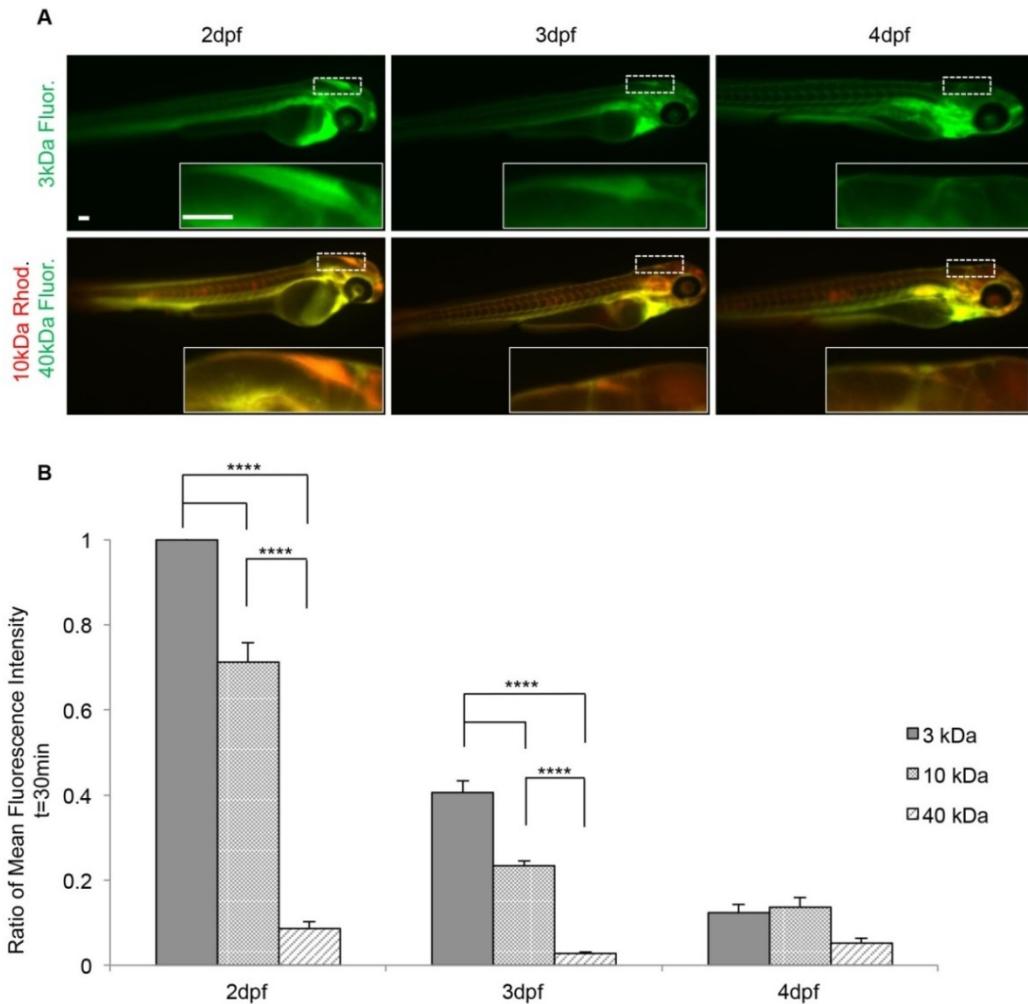 A
2dpf
3dpf
4dpf
3kDa Fluor.
10kDa Rhod.
40kDa Fluor.
B
****
****
****
****
Ratio of Mean Fluorescence Intensity
t=30min
1
0.8
0.6
0.4
0.2
0
3 kDa
10 kDa
40 kDa
2dpf
3dpf
4dpf